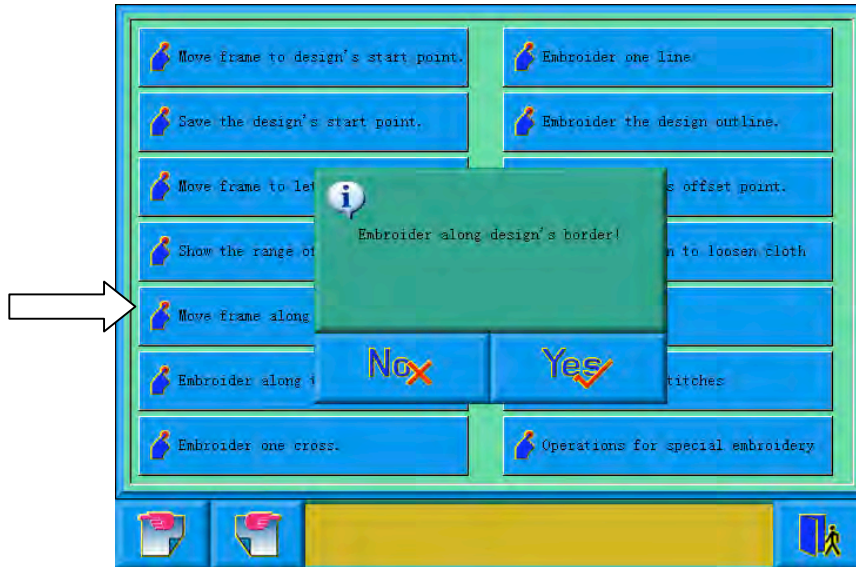 Move frame to design's start point.
Embroider one line
Save the design's start point.
Embroider the design outline.
Move frame to let
s offset point.
Embroider along design's border!
Show the range of
n to loosen cloth
Move frame along
No
Yes
Embroider along
titches
Embroider one cross.
Operations for special embroidery